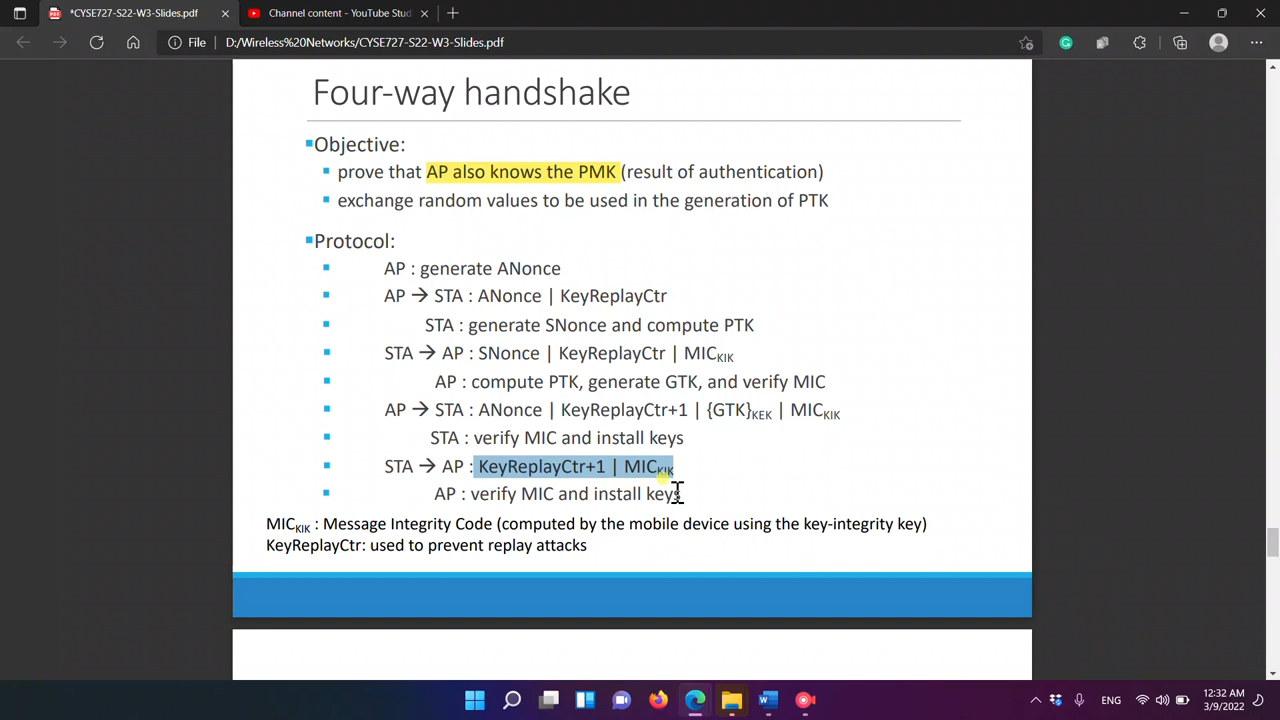 *CYSE727-S22-W3-Slides.pdf
Channel content - YouTube Stud
File
D:/Wireless%20Networks/CYSE727-S22-W3-Slides.pdf
Four-way handshake
Objective:
prove that AP also knows the PMK (result of authentication)
exchange random values to be used in the generation of PTK
Protocol:
AP : generate ANonce
AP → STA : ANonce | KeyReplayCtr
STA : generate SNonce and compute PTK
STA → AP : SNonce | KeyReplayCtr | MICKIK
AP : compute PTK, generate GTK, and verify MIC
AP → STA : ANonce | KeyReplayCtr+1 | {GTK}KEK | MICKIK
STA : verify MIC and install keys
STA → AP : KeyReplayCtr+1 | MICKIK
AP : verify MIC and install keys
MICKIK : Message Integrity Code (computed by the mobile device using the key-integrity key)
KeyReplayCtr: used to prevent replay attacks
ENG
12:32 AM
3/9/2022